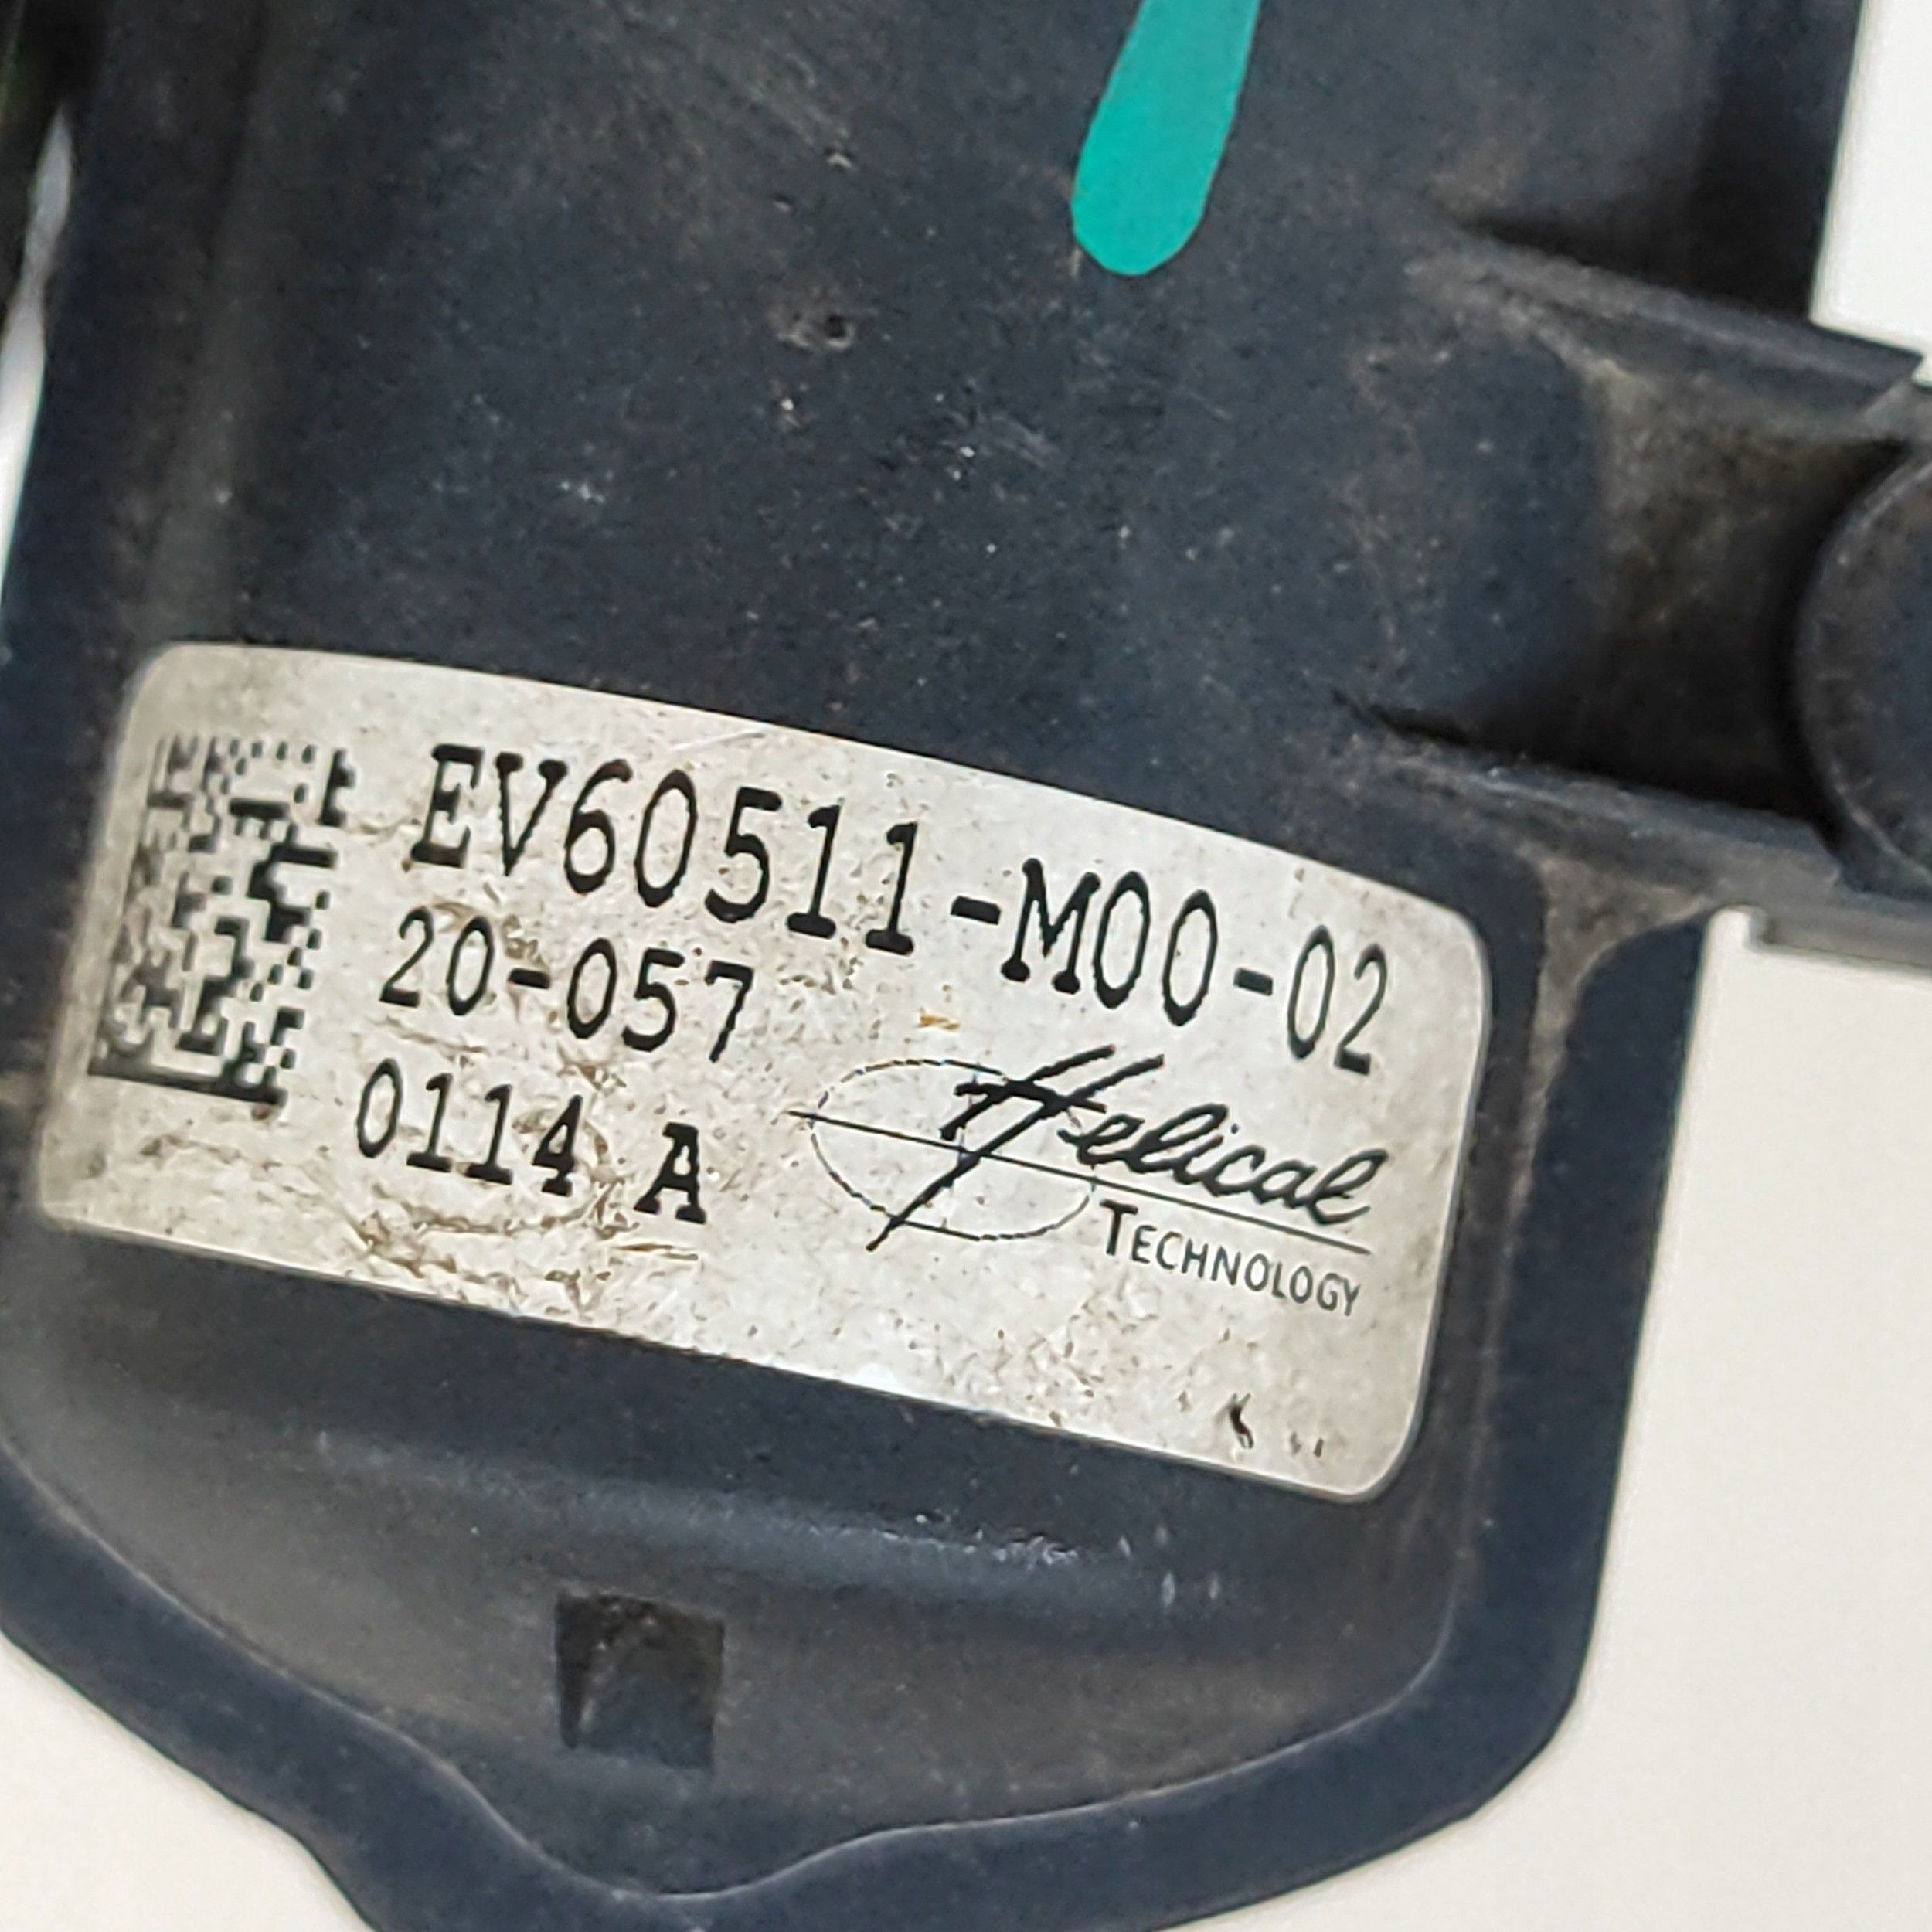 EV60511-M00-02
20-057
0114 A
Helical
TECHNOLOGY